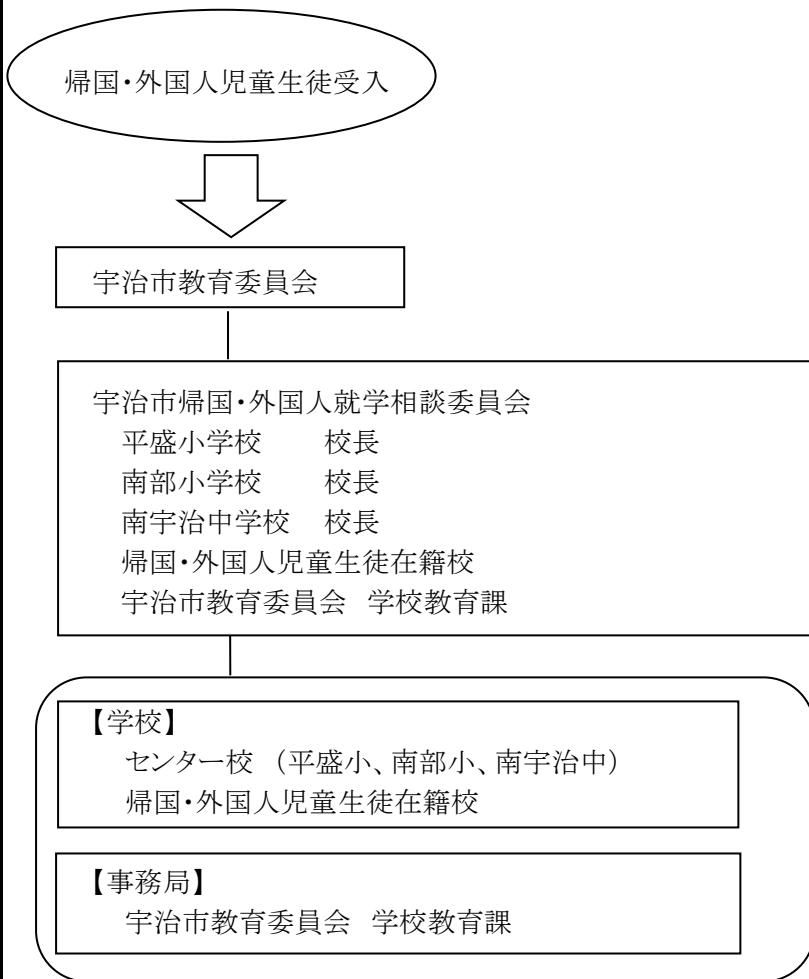 帰国・外国人児童生徒受入
宇治市教育委員会
宇治市帰国・外国人就学相談委員会
平盛小学校　　校長
南部小学校　　校長
南宇治中学校　校長
帰国・外国人児童生徒在籍校
宇治市教育委員会　学校教育課
【学校】
センター校　（平盛小、南部小、南宇治中）
帰国・外国人児童生徒在籍校
【事務局】
宇治市教育委員会　学校教育課